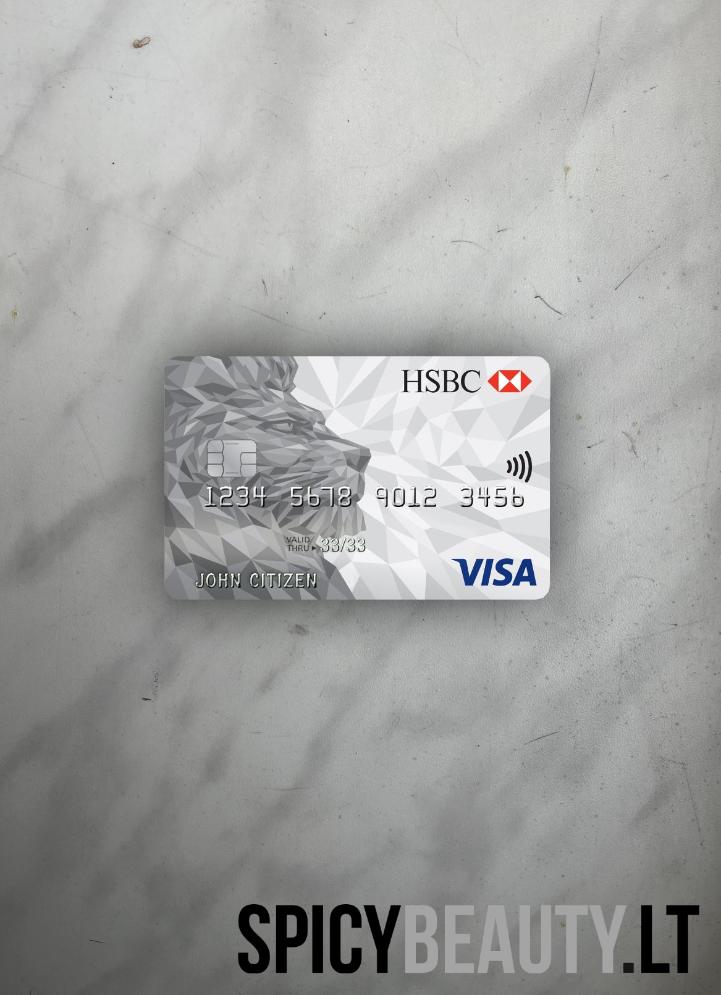 HSBC
1234 5678 9012 3456
VALID
THRU 33/33
JOHN CITIZEN
VISA
SPICYBEAUTY.LT